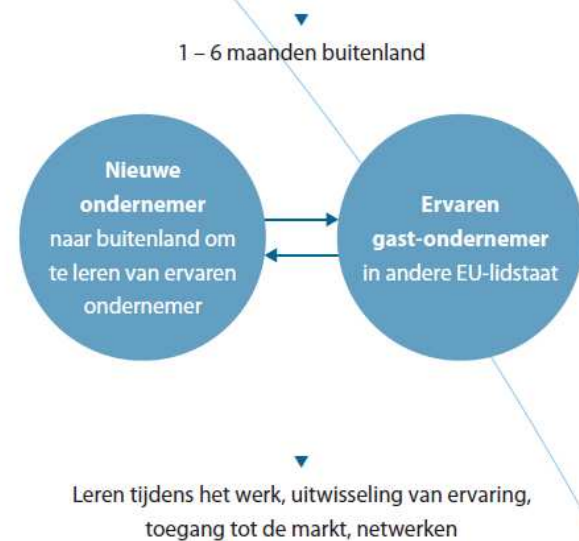 1 – 6 maanden buitenland
Nieuwe
ondernemer
naar buitenland om
te leren van ervaren
ondernemer
Ervaren
gast-ondernemer
in andere EU-lidstaat
Leren tijdens het werk, uitwisseling van ervaring,
toegang tot de markt, netwerken